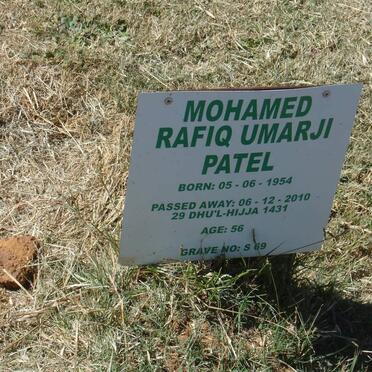 MOHAMED
RAFIQ UMARJI
PATEL
BORN: 05 - 06 - 1954
PASSED AWAY: 06 - 12 - 2010
29 DHU'L-HIJJA 1431
AGE: 56
GRAVE NO: S 69